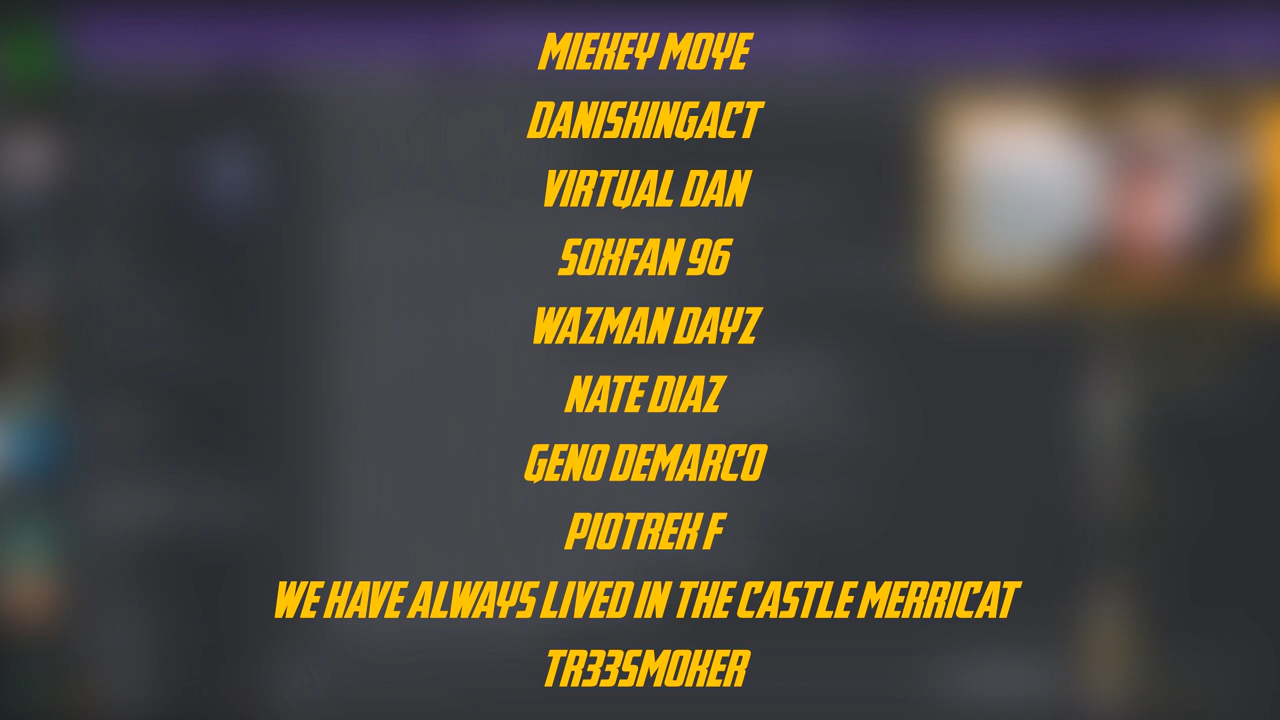 MIEKEY MOYE
DANISHINGACT
VIRTUAL DAN
SOXFAN 96
WAZMAN DAYZ
NATE DIAZ
GENO DEMARCO
PIOTREK F
WE HAVE ALWAYS LIVED IN THE CASTLE MERRICAT
TR33SMOKER